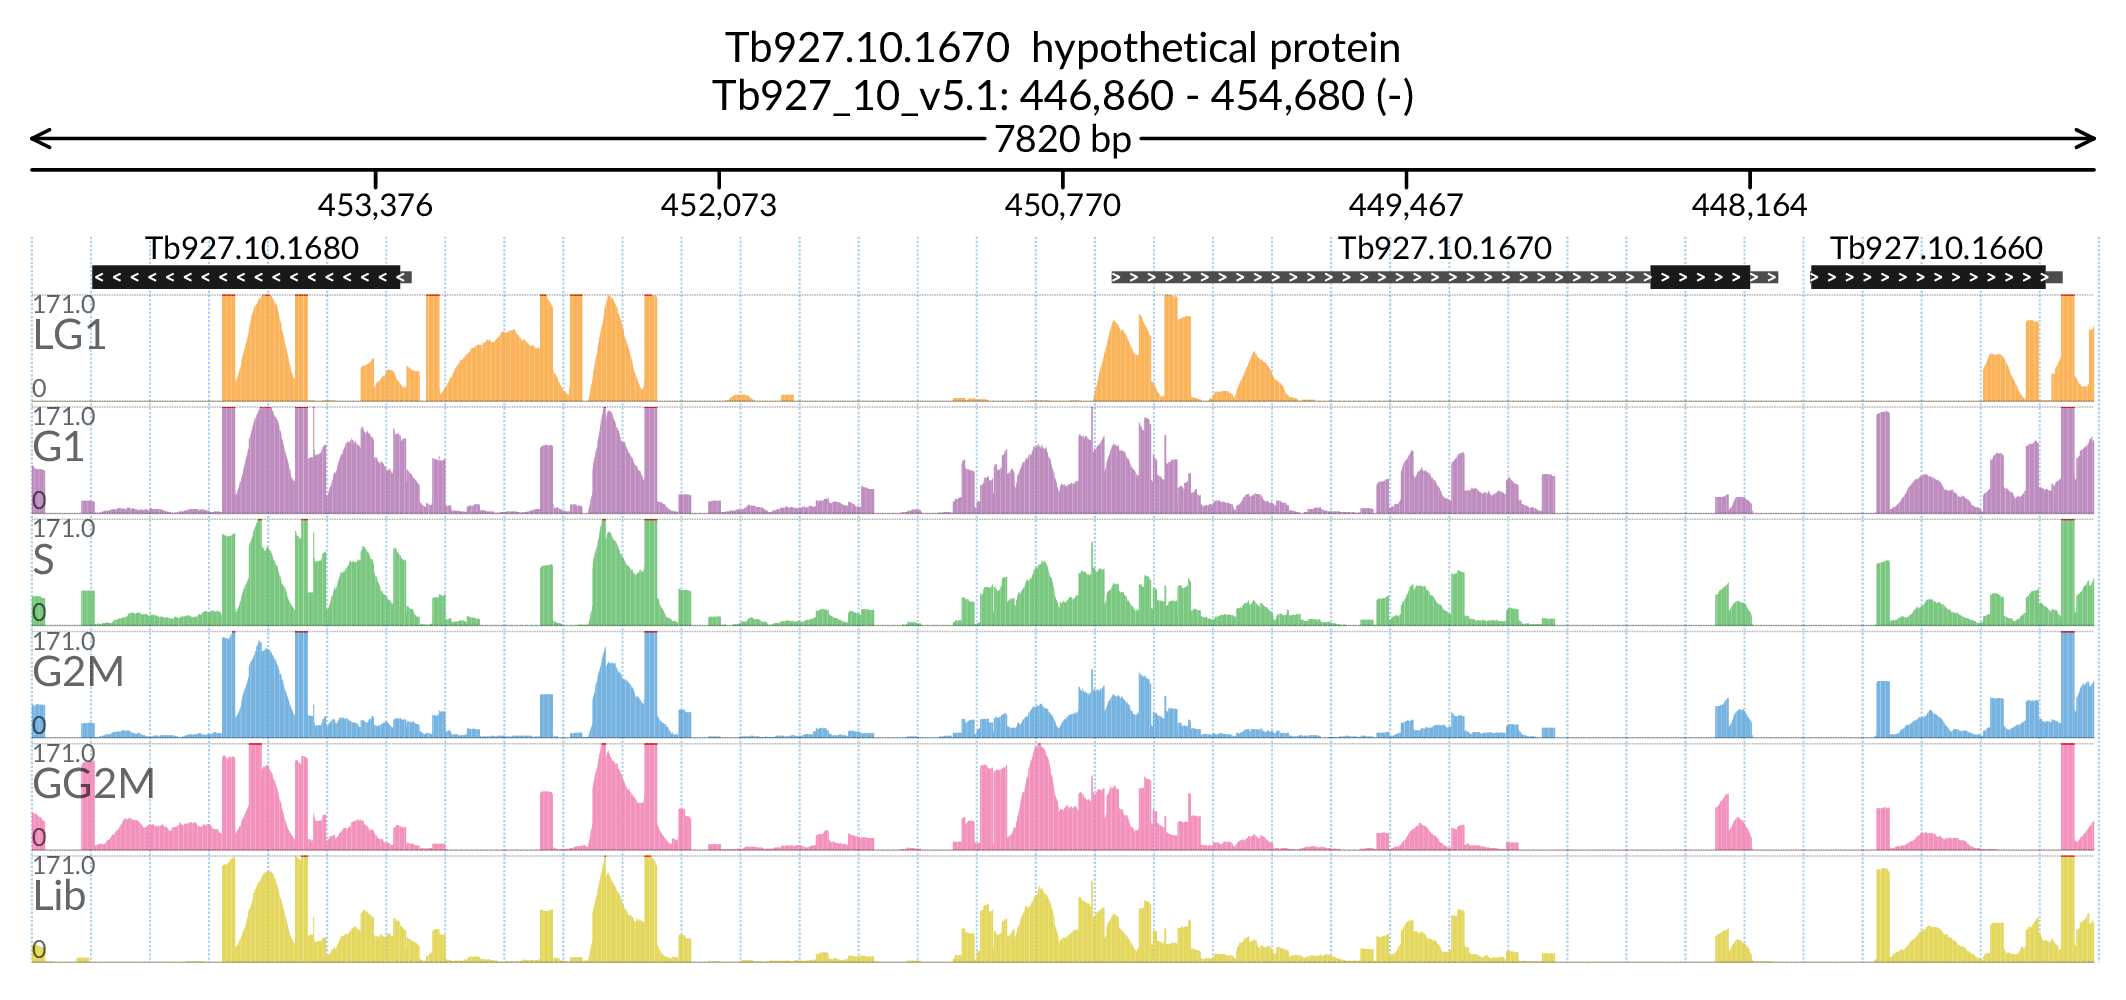 Tb927.10.1670  hypothetical protein
Tb927_10_v5.1: 446,860 - 454,680 (-)
7820 bp
453,376 452,073 450,770 449,467 448,164
Tb927.10.1680 Tb927.10.1670 Tb927.10.1660
171.0
LG1
0
171.0
G1
0
171.0
S
0
171.0
G2M
0
171.0
GG2M
0
171.0
Lib
0